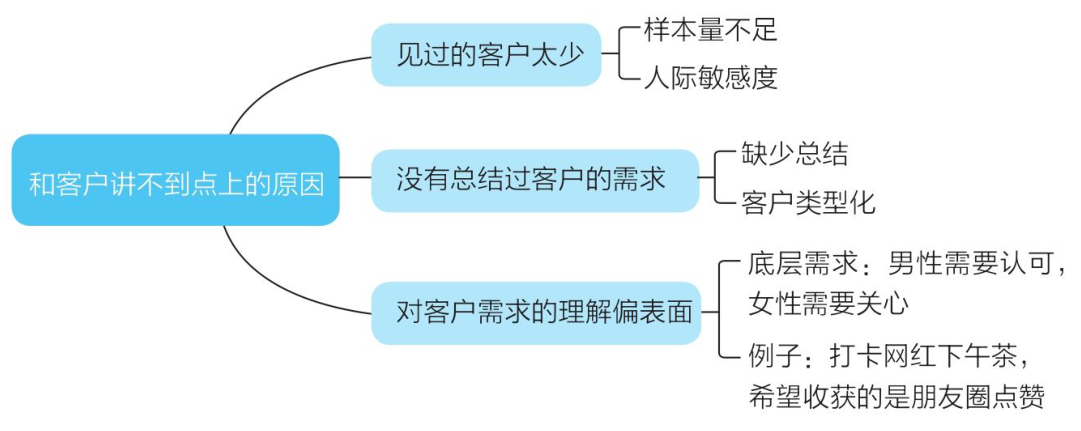 和客户讲不到点上的原因
见过的客户太少
样本量不足
人际敏感度
没有总结过客户的需求
缺少总结
客户类型化
对客户需求的理解偏表面
底层需求：男性需要认可，
女性需要关心
例子：打卡网红下午茶，
希望收获的是朋友圈点赞